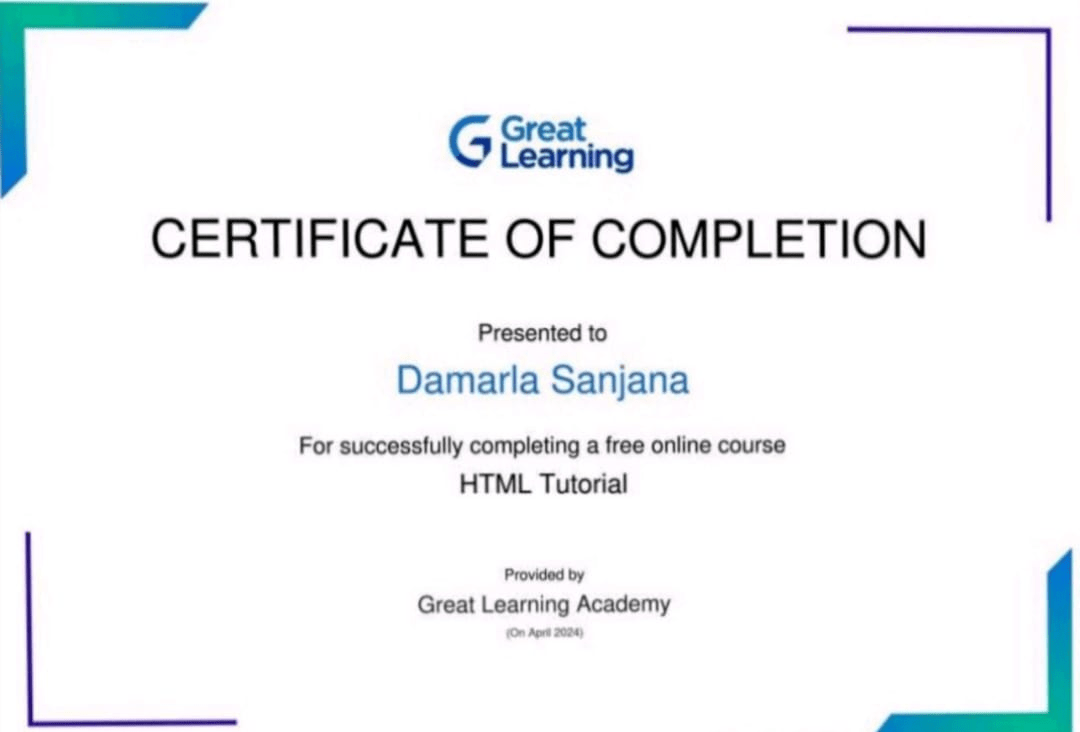 Great
Learning
CERTIFICATE OF COMPLETION
Presented to
Damarla Sanjana
For successfully completing a free online course
HTML Tutorial
Provided by
Great Learning Academy
(On April 2024)